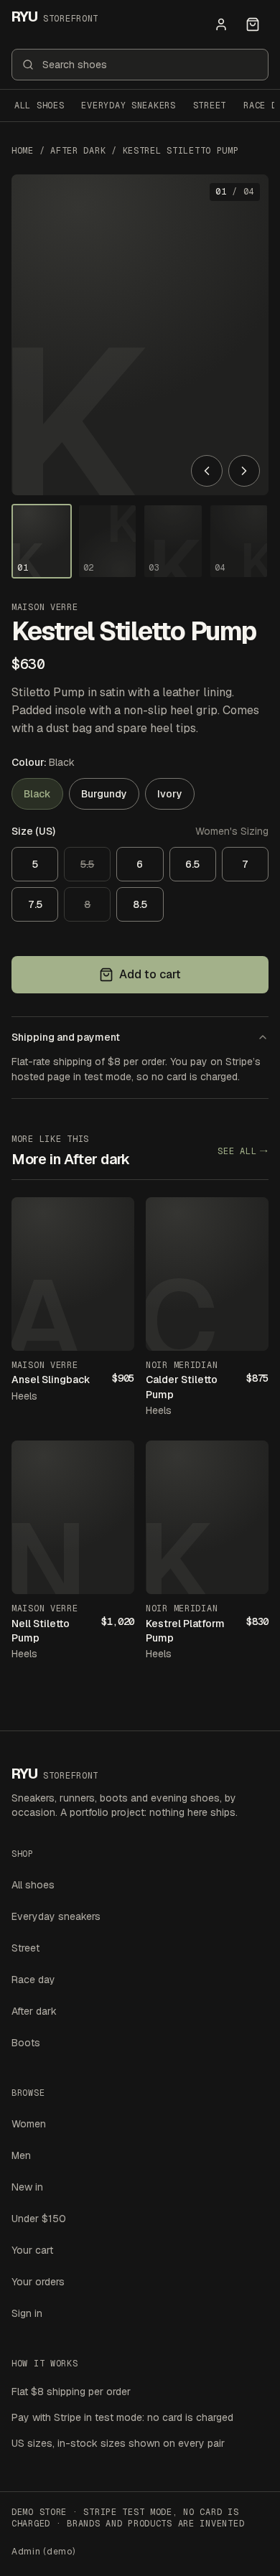 RYU STOREFRONT
Search shoes
ALL SHOES EVERYDAY SNEAKERS STREET RACE D
HOME / AFTER DARK / KESTREL STILETTO PUMP
01 / 04
K
01 02 03 04
MAISON VERRE
Kestrel Stiletto Pump
$630
Stiletto Pump in satin with a leather lining.
Padded insole with a non-slip heel grip. Comes
with a dust bag and spare heel tips.
Colour: Black
Black Burgundy Ivory
Size (US) Women's Sizing
5 5.5 6 6.5 7
7.5 8 8.5
Add to cart
Shipping and payment
Flat-rate shipping of $8 per order. You pay on Stripe's
hosted page in test mode, so no card is charged.
MORE LIKE THIS
More in After dark
SEE ALL →
A
MAISON VERRE
Ansel Slingback $905
Heels
C
NOIR MERIDIAN
Calder Stiletto $875
Pump
Heels
N
MAISON VERRE
Nell Stiletto $1,020
Pump
Heels
K
NOIR MERIDIAN
Kestrel Platform $830
Pump
Heels
RYU STOREFRONT
Sneakers, runners, boots and evening shoes, by
occasion. A portfolio project: nothing here ships.
SHOP
All shoes
Everyday sneakers
Street
Race day
After dark
Boots
BROWSE
Women
Men
New in
Under $150
Your cart
Your orders
Sign in
HOW IT WORKS
Flat $8 shipping per order
Pay with Stripe in test mode: no card is charged
US sizes, in-stock sizes shown on every pair
DEMO STORE · STRIPE TEST MODE, NO CARD IS
CHARGED · BRANDS AND PRODUCTS ARE INVENTED
Admin (demo)